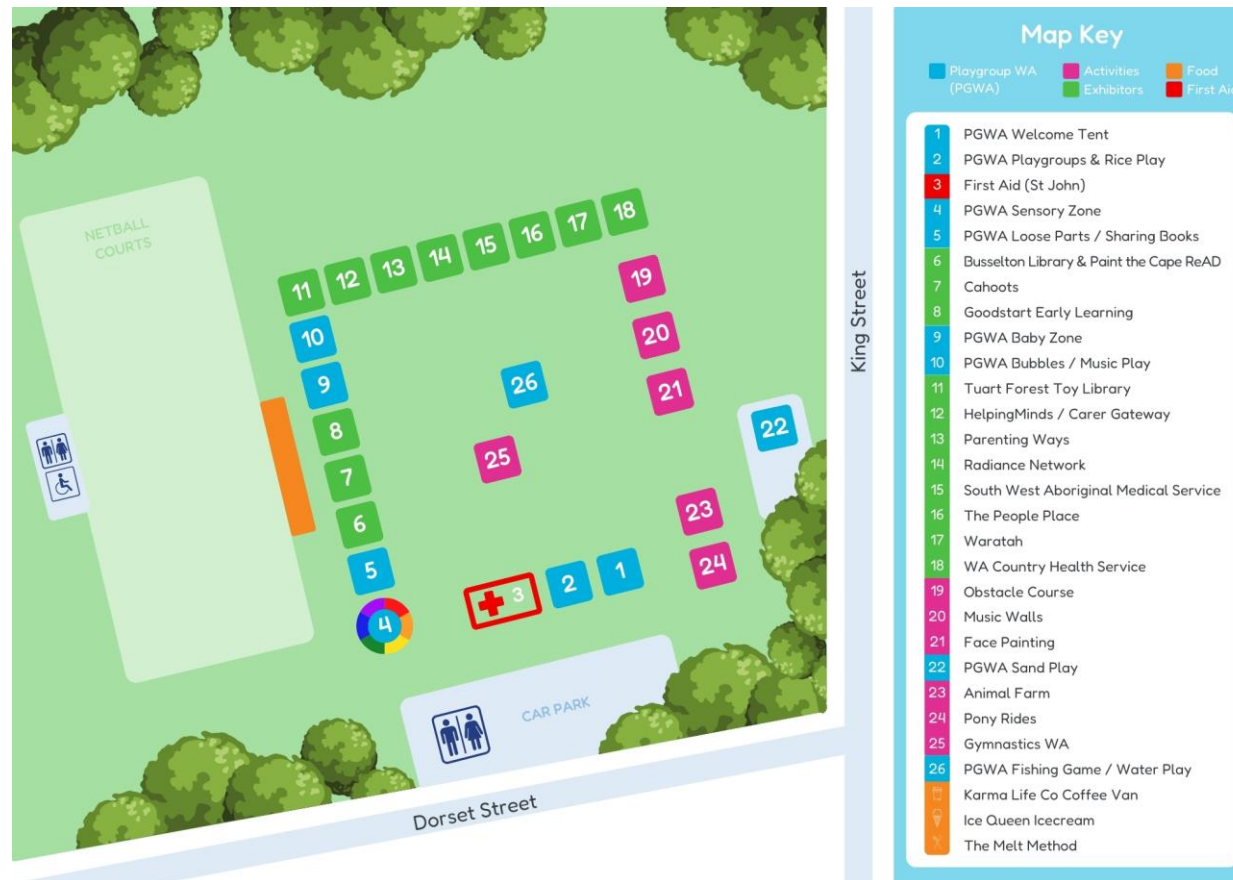 NETBALL
COURTS
11
12
13
14
15
16
17
18
10
9
8
7
6
5
4
3
2
1
19
20
21
26
25
22
23
24
CAR PARK
Dorset Street
King Street
Map Key
Playgroup WA
(PGWA)
Activities
Exhibitors
Food
First Aid
1 PGWA Welcome Tent
2 PGWA Playgroups & Rice Play
3 First Aid (St John)
4 PGWA Sensory Zone
5 PGWA Loose Parts / Sharing Books
6 Busselton Library & Paint the Cape ReAD
7 Cahoots
8 Goodstart Early Learning
9 PGWA Baby Zone
10 PGWA Bubbles / Music Play
11 Tuart Forest Toy Library
12 HelpingMinds / Carer Gateway
13 Parenting Ways
14 Radiance Network
15 South West Aboriginal Medical Service
16 The People Place
17 Waratah
18 WA Country Health Service
19 Obstacle Course
20 Music Walls
21 Face Painting
22 PGWA Sand Play
23 Animal Farm
24 Pony Rides
25 Gymnastics WA
26 PGWA Fishing Game / Water Play
Karma Life Co Coffee Van
Ice Queen Icecream
The Melt Method